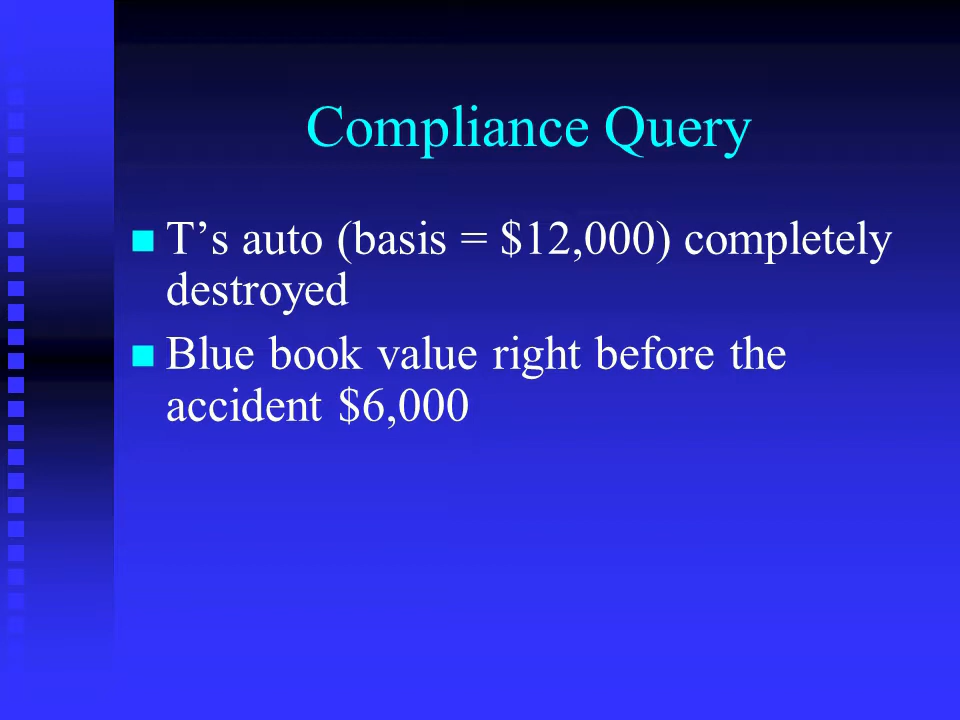 Compliance Query
T’s auto (basis = $12,000) completely
destroyed
Blue book value right before the
accident $6,000